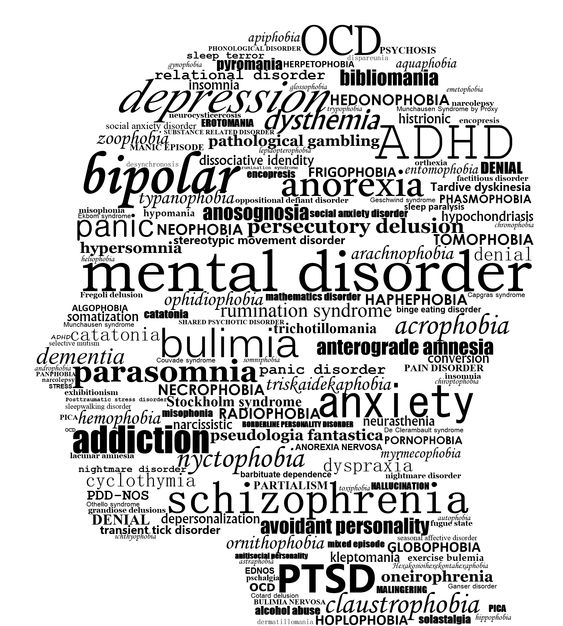 apiphobia OCD
PHONOLOGICAL DISORDER PSYCHOSIS
sleep terror dispareunia
gynophobia pyromania HERPETOPHOBIA aquaphobia
relational disorder bibliomania
insomnia glossophobia emetophobia
depression HEDONOPHOBIA narcolepsy
trypophobia Munchausen Syndrome by Proxy
neurocysticercosis dysthemia histrionic encopresis
social anxiety disorder EROTOMANIA ADHD
SUBSTANCE RELATED DISORDER
zoophobia pathological gambling
MANIC EPISODE lepidopterophobia
desynchronosis dissociative idendity orthexia
bipolar rumination syndrome FRIGOPHOBIA entomophobia DENIAL
encopresis anorexia factitious disorder
Tardive dyskinesia
typanophobia oppositional defiant disorder Geschwind syndrome PHASMOPHOBIA
misophonia hypomania anosognosia social anxiety disorder sleep paralysis
Ekbom syndrome hypochondriasis
panic NEOPHOBIA persecutory delusion chromophobia
hypersomnia stereotypic movement disorder TOMOPHOBIA
heliophobia arachnophobia denial
mental disorder
Fregoli delusion ophidiophobia mathematics disorder HAPHEPHOBIA Capgras syndrome
ALGOPHOBIA
somatization catatonia rumination syndrome binge eating disorder
Munchausen syndrome SHARED PSYCHOTIC DISORDER
ADHD catatonia trichotillomania acrophobia
selective mutism bulimia anterograde amnesia
dementia Couvade syndrome somniphobia conversion
androphobia parasomnia panic disorder PAIN DISORDER
PANPHOBIA insomnia
narcolepsy triskaidekaphobia chiroptophobia
STRESS NECROPHOBIA anxiety
exhibitionism
Posttraumatic stress disorder Stockholm syndrome
sleepwalking disorder misophonia RADIOPHOBIA
PICA hemophobia narcissistic BORDERLINE PERSONALITY DISORDER neurasthenia
OCD De Clerambault syndrome
addiction pseudologia fantastica PORNOPHOBIA
lacunar amnesia ANOREXIA NERVOSA myrmecophobia
nyctophobia dyspraxia
nightmare disorder barbituate dependence nightmare disorder
cyclothymia PARTIALISM toxiphobia HALLUCINATION
PDD-NOS schizophrenia
Othello syndrome
grandiose delusions autophobia
DENIAL depersonalization avoidant personality fugue state
transient tick disorder
ichthyophobia seasonal affective disorder
ornithophobia mixed episode GLOBOPHOBIA
antisocial personality kleptomania exercise bulimia
astraphobia Hexakosioihexekontahexaphobia
EDNOS PTSD oneirophrenia
pschalgia
OCD MALINGERING Ganser disorder
Cotard delusion
BULIMIA NERVOSA claustrophobia PICA
alcohol abuse solastalgia hippophobia
dermatillomania HOPLOPHOBIA